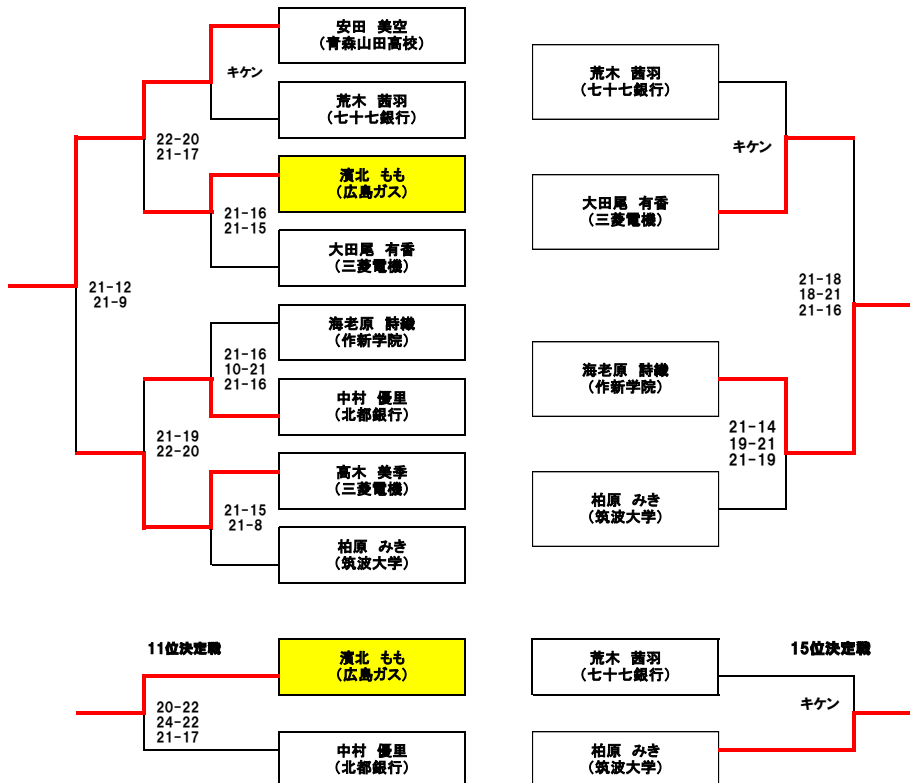 安田 美空
（青森山田高校）
キケン
荒木 茜羽
（七十七銀行）
22-20
21-17
濱北 もも
（広島ガス）
21-16
21-15
大田尾 有香
（三菱電機）
21-12
21-9
海老原 詩織
（作新学院）
21-16
10-21
21-16
中村 優里
（北都銀行）
21-19
22-20
高木 美季
（三菱電機）
21-15
21-8
柏原 みき
（筑波大学）
荒木 茜羽
（七十七銀行）
キケン
大田尾 有香
（三菱電機）
21-18
18-21
21-16
海老原 詩織
（作新学院）
21-14
19-21
21-19
柏原 みき
（筑波大学）
11位決定戦
濱北 もも
（広島ガス）
20-22
24-22
21-17
中村 優里
（北都銀行）
15位決定戦
荒木 茜羽
（七十七銀行）
キケン
柏原 みき
（筑波大学）